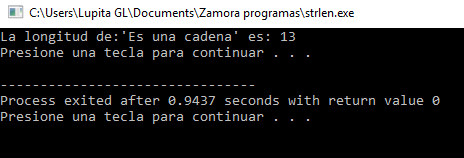 C:\Users\Lupita GL\Documents\Zamora programas\strlen.exe
La longitud de:'Es una cadena' es: 13
Presione una tecla para continuar . . .
--------------------------------
Process exited after 0.9437 seconds with return value 0
Presione una tecla para continuar . . .